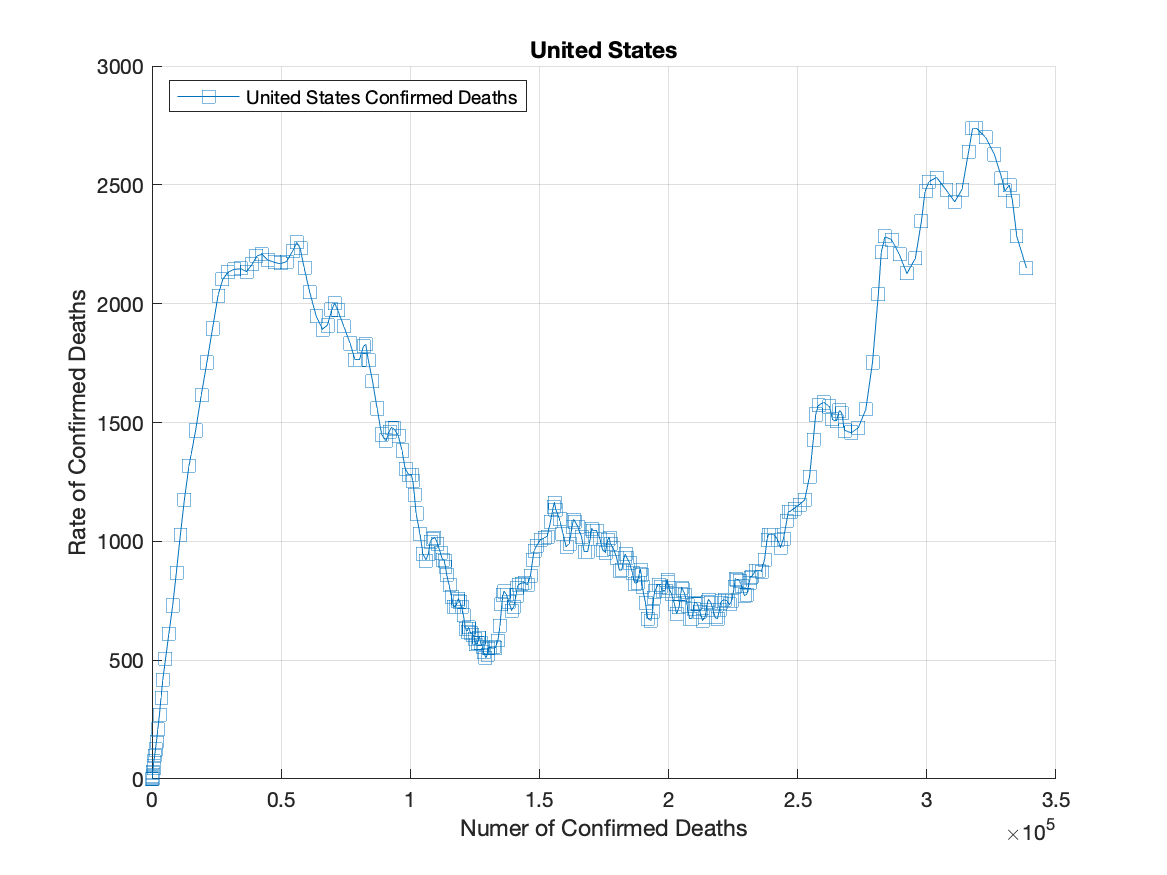 United States
United States Confirmed Deaths
3000
2500
2000
1500
1000
500
0
Rate of Confirmed Deaths
0 0.5 1 1.5 2 2.5 3 3.5
Numer of Confirmed Deaths
×10^5